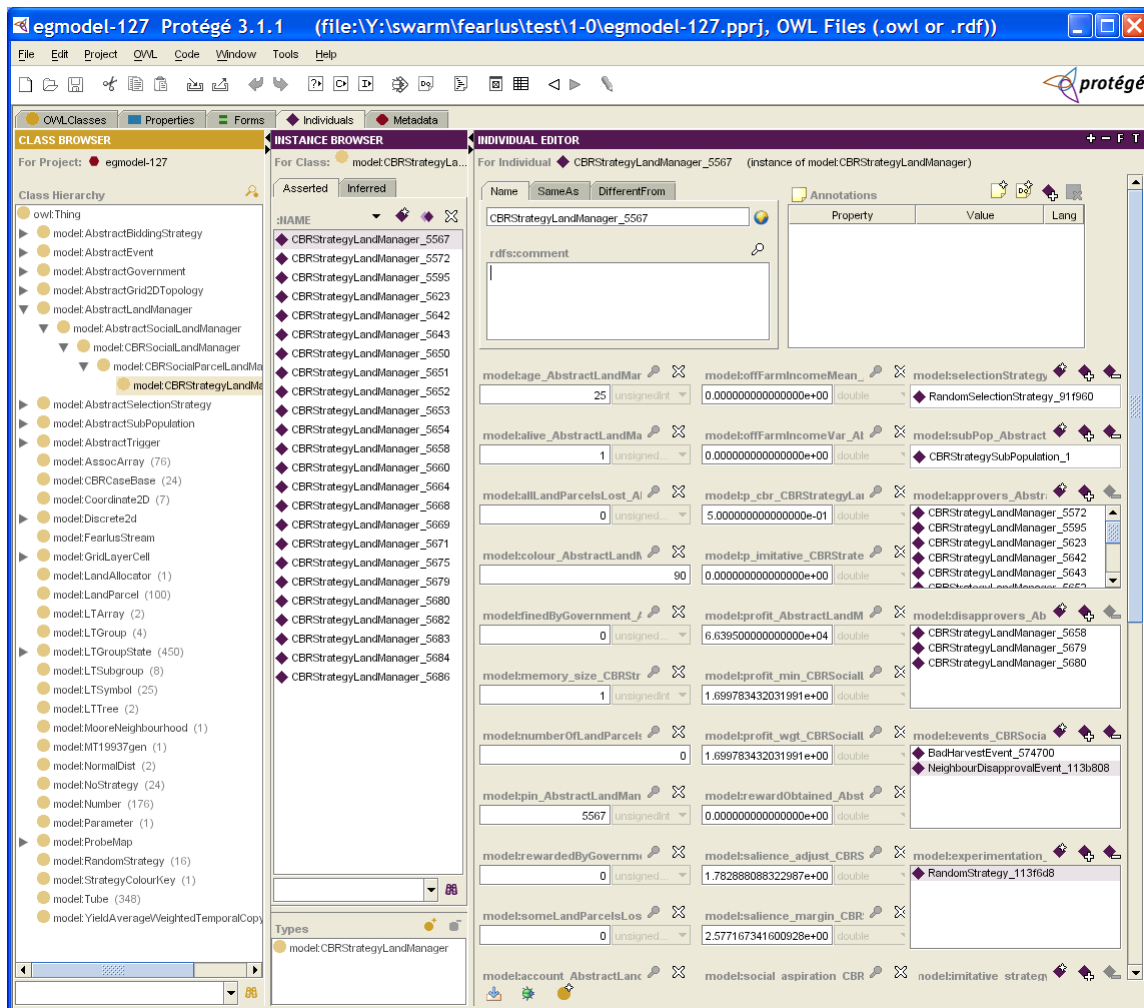 egmodel-127 Protégé 3.1.1 (file:\Y:\swarm\fearlus\test\1-0\egmodel-127.pprj, OWL Files (.owl or .rdf))
File Edit Project OWL Code Window Tools Help
protégé
OWLClasses Properties Forms Individuals Metadata
CLASS BROWSER
For Project: egmodel-127
Class Hierarchy
owl:Thing
model:AbstractBiddingStrategy
model:AbstractEvent
model:AbstractGovernment
model:AbstractGrid2DTopology
model:AbstractLandManager
model:AbstractSocialLandManager
model:CBRSocialLandManager
model:CBRSocialParcelLandMa
model:CBRStrategyLandMa
model:AbstractSelectionStrategy
model:AbstractSubPopulation
model:AbstractTrigger
model:AssocArray (76)
model:CBRCaseBase (24)
model:Coordinate2D (7)
model:Discrete2d
model:FearlusStream
model:GridLayerCell
model:LandAllocator (1)
model:LandParcel (100)
model:LTArray (2)
model:LTGroup (4)
model:LTGroupState (450)
model:LTSubgroup (8)
model:LTSymbol (25)
model:LTTree (2)
model:MooreNeighbourhood (1)
model:MT19937gen (1)
model:NormalDist (2)
model:NoStrategy (24)
model:Number (176)
model:Parameter (1)
model:ProbeMap
model:RandomStrategy (16)
model:StrategyColourKey (1)
model:Tube (348)
model:YieldAverageWeightedTemporalCopy
INSTANCE BROWSER
For Class: model:CBRStrategyLa...
Asserted Inferred
:NAME
CBRStrategyLandManager_5567
CBRStrategyLandManager_5572
CBRStrategyLandManager_5595
CBRStrategyLandManager_5623
CBRStrategyLandManager_5642
CBRStrategyLandManager_5643
CBRStrategyLandManager_5650
CBRStrategyLandManager_5651
CBRStrategyLandManager_5652
CBRStrategyLandManager_5653
CBRStrategyLandManager_5654
CBRStrategyLandManager_5658
CBRStrategyLandManager_5660
CBRStrategyLandManager_5664
CBRStrategyLandManager_5668
CBRStrategyLandManager_5669
CBRStrategyLandManager_5671
CBRStrategyLandManager_5675
CBRStrategyLandManager_5679
CBRStrategyLandManager_5680
CBRStrategyLandManager_5682
CBRStrategyLandManager_5683
CBRStrategyLandManager_5684
CBRStrategyLandManager_5686
Types
model:CBRStrategyLandManager
INDIVIDUAL EDITOR + − F T
For Individual CBRStrategyLandManager_5567 (instance of model:CBRStrategyLandManager)
Name SameAs DifferentFrom
CBRStrategyLandManager_5567
rdfs:comment
Annotations
Property Value Lang
model:age_AbstractLandMar
25 unsignedInt
model:alive_AbstractLandMa
1 unsigned...
model:allLandParcelsLost_Al
0 unsigned...
model:colour_AbstractLandM
90
model:finedByGovernment_A
0 unsigned...
model:memory_size_CBRStr
1 unsignedInt
model:numberOfLandParcels
0
model:pin_AbstractLandMan
5567 unsignedInt
model:rewardedByGovernme
0 unsigned...
model:someLandParcelsLos
0 unsigned...
model:account_AbstractLanc
model:offFarmIncomeMean_
0.000000000000000e+00 double
model:offFarmIncomeVar_Al
0.000000000000000e+00 double
model:p_cbr_CBRStrategyLai
5.000000000000000e-01 double
model:p_imitative_CBRStrate
0.000000000000000e+00 double
model:profit_AbstractLandM
6.639500000000000e+04 double
model:profit_min_CBRSociall
1.699783432031991e+00 double
model:profit_wgt_CBRSociall
1.699783432031991e+00 double
model:rewardObtained_Abst
0.000000000000000e+00 double
model:salience_adjust_CBRS
1.782888088322987e+00 double
model:salience_margin_CBR
2.577167341600928e+00 double
model:social_aspiration_CBR
model:selectionStrategy
RandomSelectionStrategy_91f960
model:subPop_Abstract
CBRStrategySubPopulation_1
model:approvers_Abstra
CBRStrategyLandManager_5572
CBRStrategyLandManager_5595
CBRStrategyLandManager_5623
CBRStrategyLandManager_5642
CBRStrategyLandManager_5643
CBRStrategyLandManager_5652
model:disapprovers_Ab
CBRStrategyLandManager_5658
CBRStrategyLandManager_5679
CBRStrategyLandManager_5680
model:events_CBRSocia
BadHarvestEvent_574700
NeighbourDisapprovalEvent_113b808
model:experimentation_
RandomStrategy_113f6d8
model:imitative_strategy